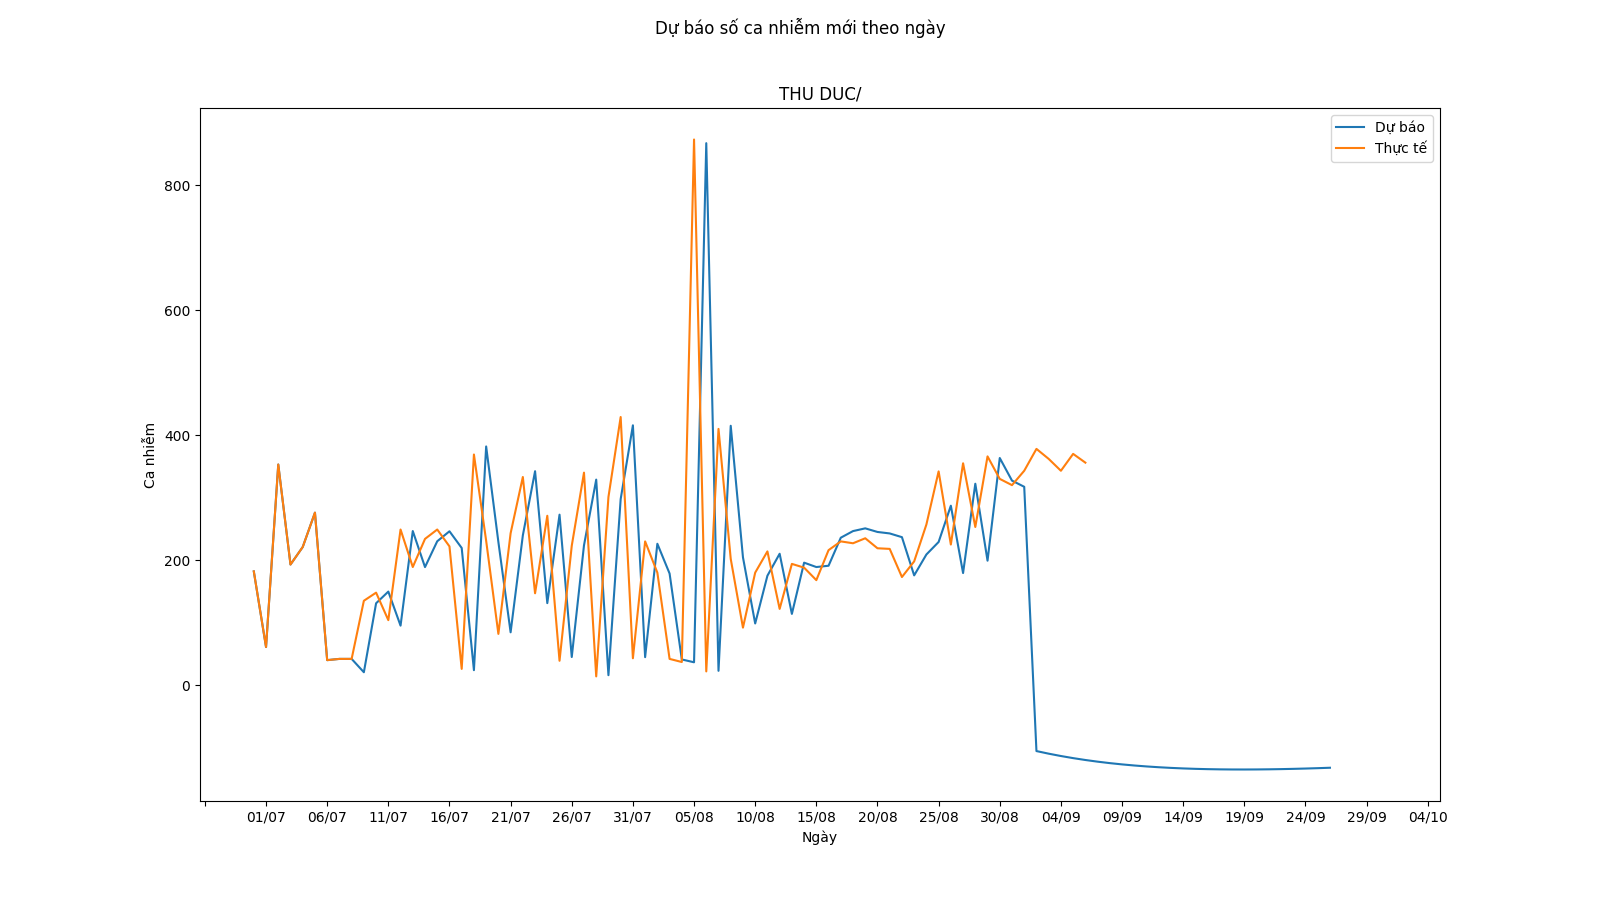 Dự báo số ca nhiễm mới theo ngày
THU DUC/
Dự báo
Thực tế
Ca nhiễm
800
600
400
200
0
01/07 06/07 11/07 16/07 21/07 26/07 31/07 05/08 10/08 15/08 20/08 25/08 30/08 04/09 09/09 14/09 19/09 24/09 29/09 04/10
Ngày